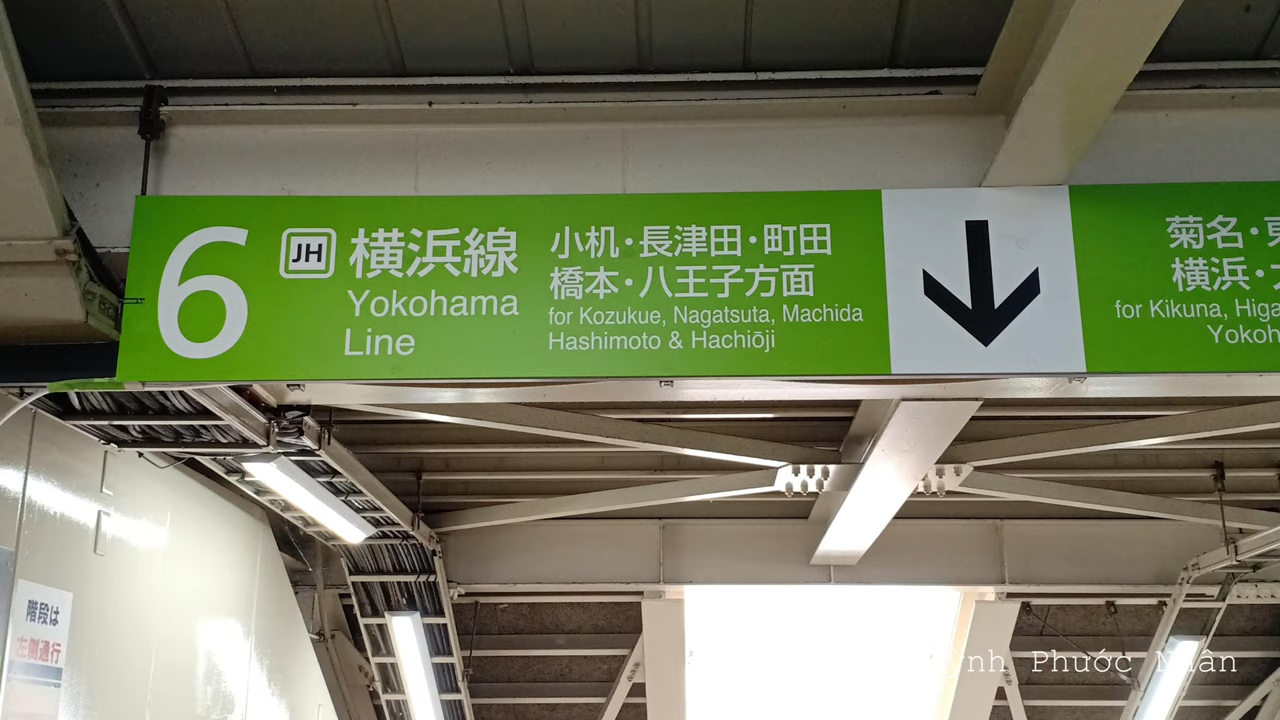 6 JH 横浜線
Yokohama
Line
小机・長津田・町田
橋本・八王子方面
for Kozukue, Nagatsuta, Machida
Hashimoto & Hachiōji
菊名・
横浜・
for Kikuna,
階段は
左側通行
Phước Nhân